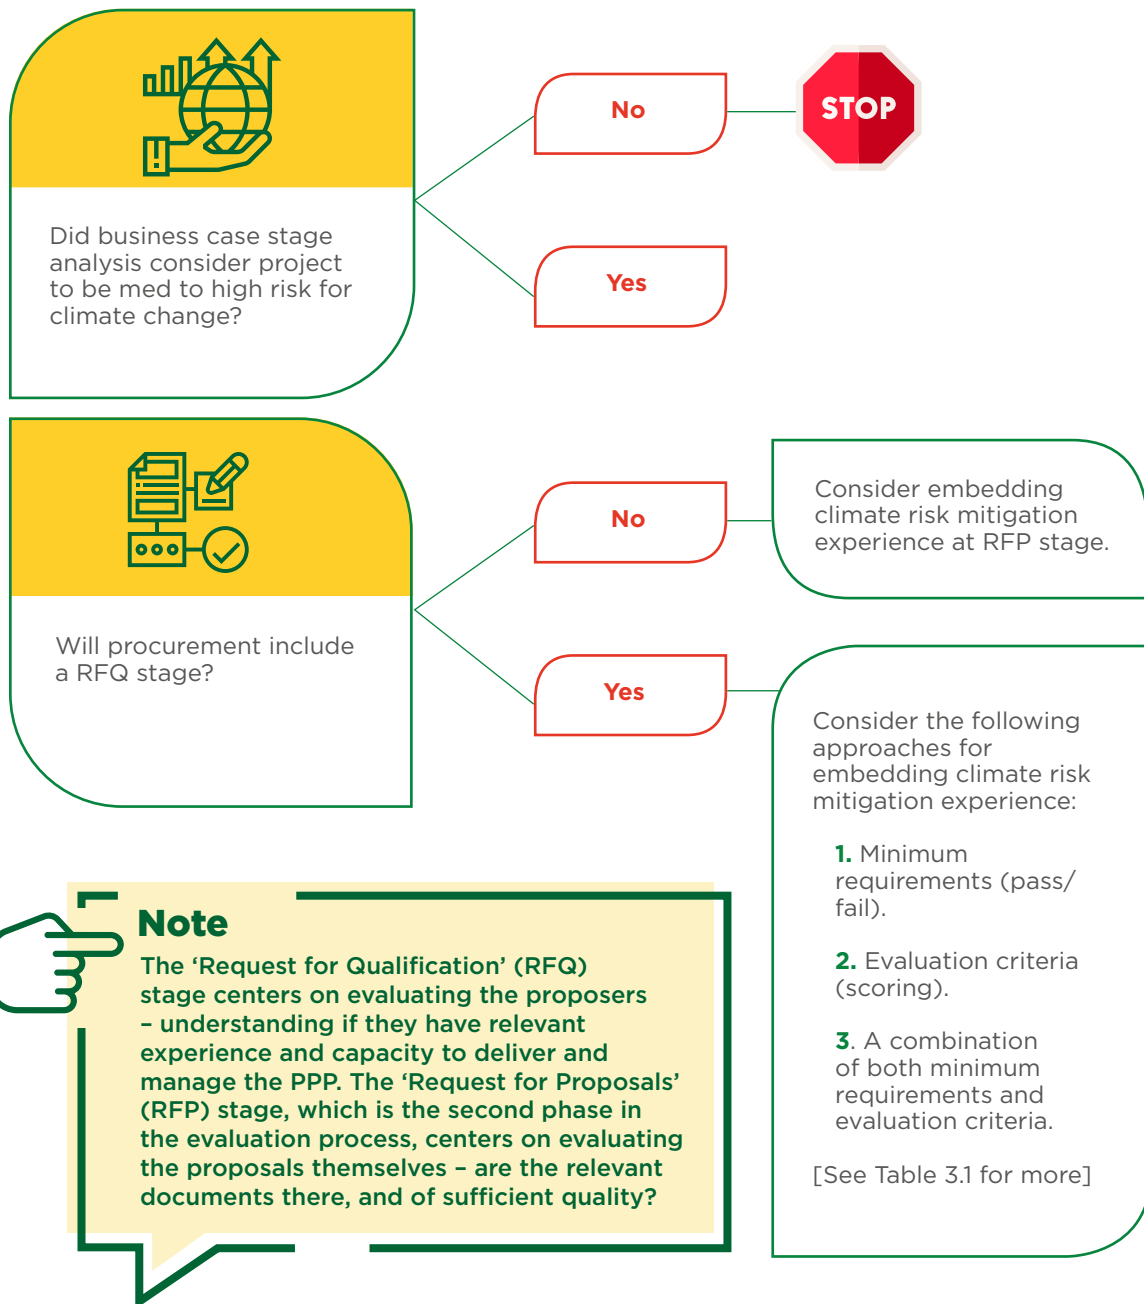 No
STOP
Did business case stage
analysis consider project
to be med to high risk for
climate change?
Yes
Will procurement include
a RFQ stage?
No
Consider embedding
climate risk mitigation
experience at RFP stage.
Yes
Consider the following
approaches for
embedding climate risk
mitigation experience:
1. Minimum
requirements (pass/
fail).
2. Evaluation criteria
(scoring).
3. A combination
of both minimum
requirements and
evaluation criteria.
[See Table 3.1 for more]
Note
The ‘Request for Qualification’ (RFQ)
stage centers on evaluating the proposers
– understanding if they have relevant
experience and capacity to deliver and
manage the PPP. The ‘Request for Proposals’
(RFP) stage, which is the second phase in
the evaluation process, centers on evaluating
the proposals themselves – are the relevant
documents there, and of sufficient quality?